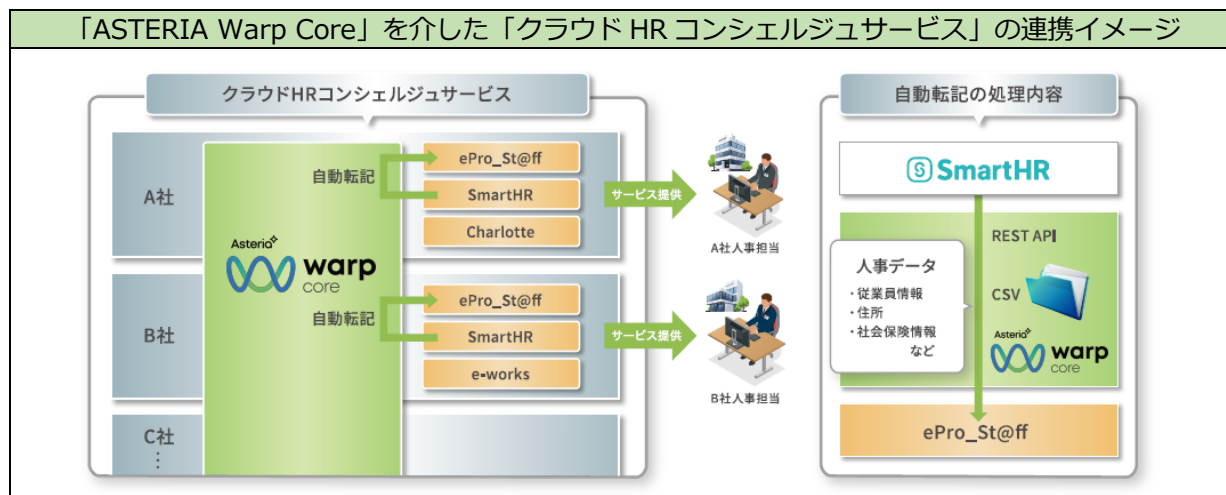 「ASTERIA Warp Core」を介した「クラウド HR コンシェルジュサービス」の連携イメージ
クラウドHRコンシェルジュサービス
A社
自動転記
ePro_St@ff
SmartHR
Charlotte
サービス提供
A社人事担当
Asteria
warp
core
B社
自動転記
ePro_St@ff
SmartHR
e-works
サービス提供
B社人事担当
C社
⋮
自動転記の処理内容
S SmartHR
REST API
人事データ
・従業員情報
・住所
・社会保険情報
など
CSV
Asteria
warp
core
ePro_St@ff